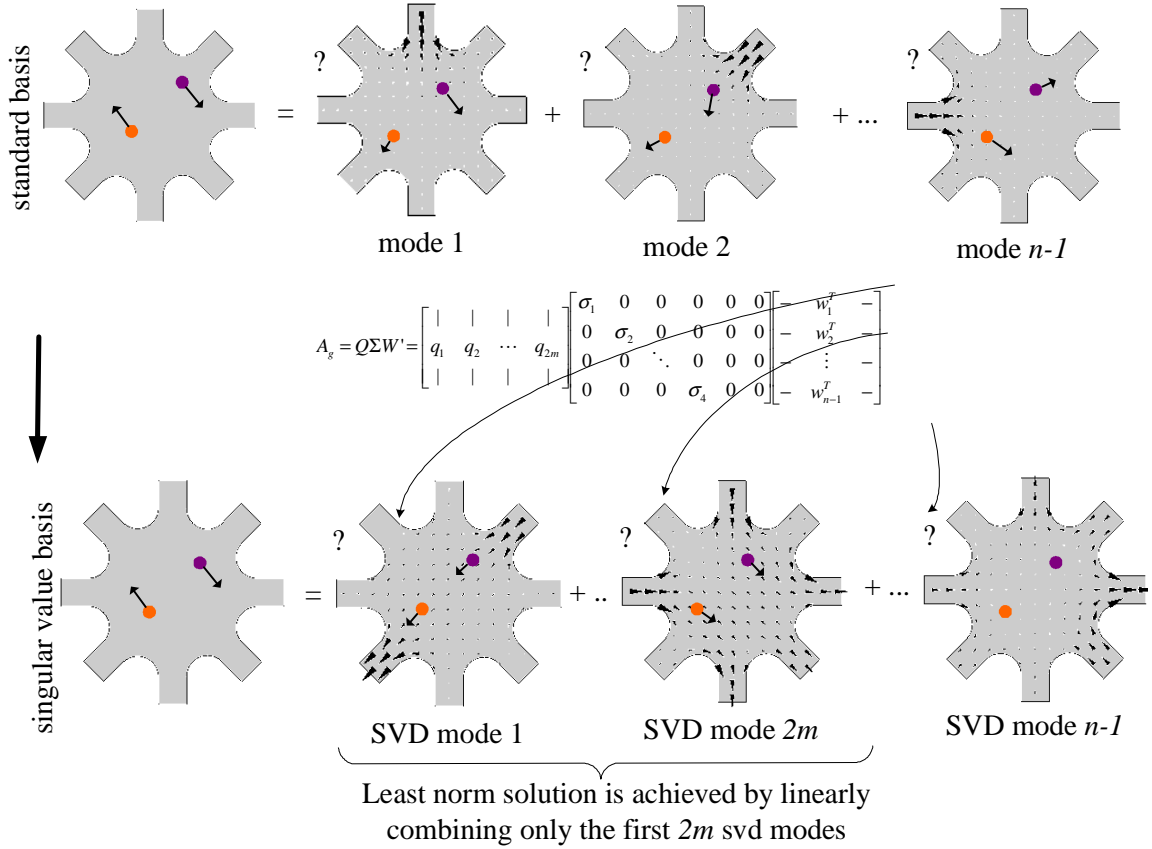 standard basis
? ? ?
= + + ...
mode 1
mode 2
mode n-1
A_g = QΣW' = [ | | | | ] [ σ_1 0 0 0 0 0 ] [ – w_1^T – ]
[ q_1 q_2 ⋯ q_{2m} ] [ 0 σ_2 0 0 0 0 ] [ – w_2^T – ]
[ | | | | ] [ 0 0 ⋱ 0 0 0 ] [ – ⋮ – ]
[ 0 0 0 σ_4 0 0 ] [ – w_{n-1}^T – ]
singular value basis
? ? ?
= + .. + ...
SVD mode 1
SVD mode 2m
SVD mode n-1
Least norm solution is achieved by linearly
combining only the first 2m svd modes